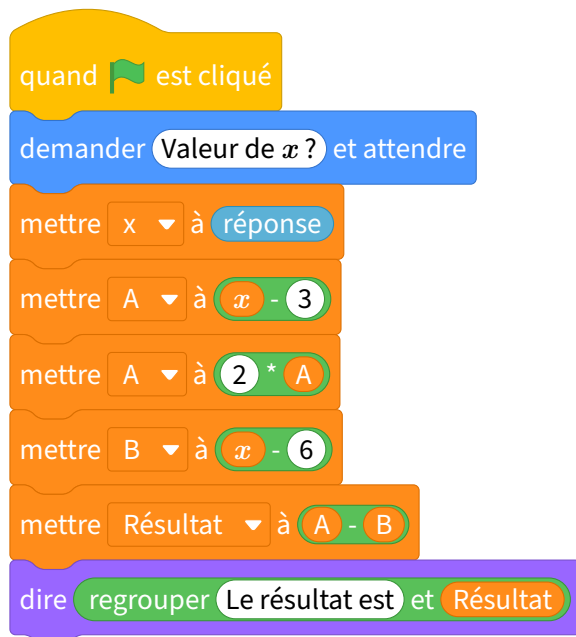 quand est cliqué
demander Valeur de x ? et attendre
mettre x à réponse
mettre A à x - 3
mettre A à 2 * A
mettre B à x - 6
mettre Résultat à A - B
dire regrouper Le résultat est et Résultat